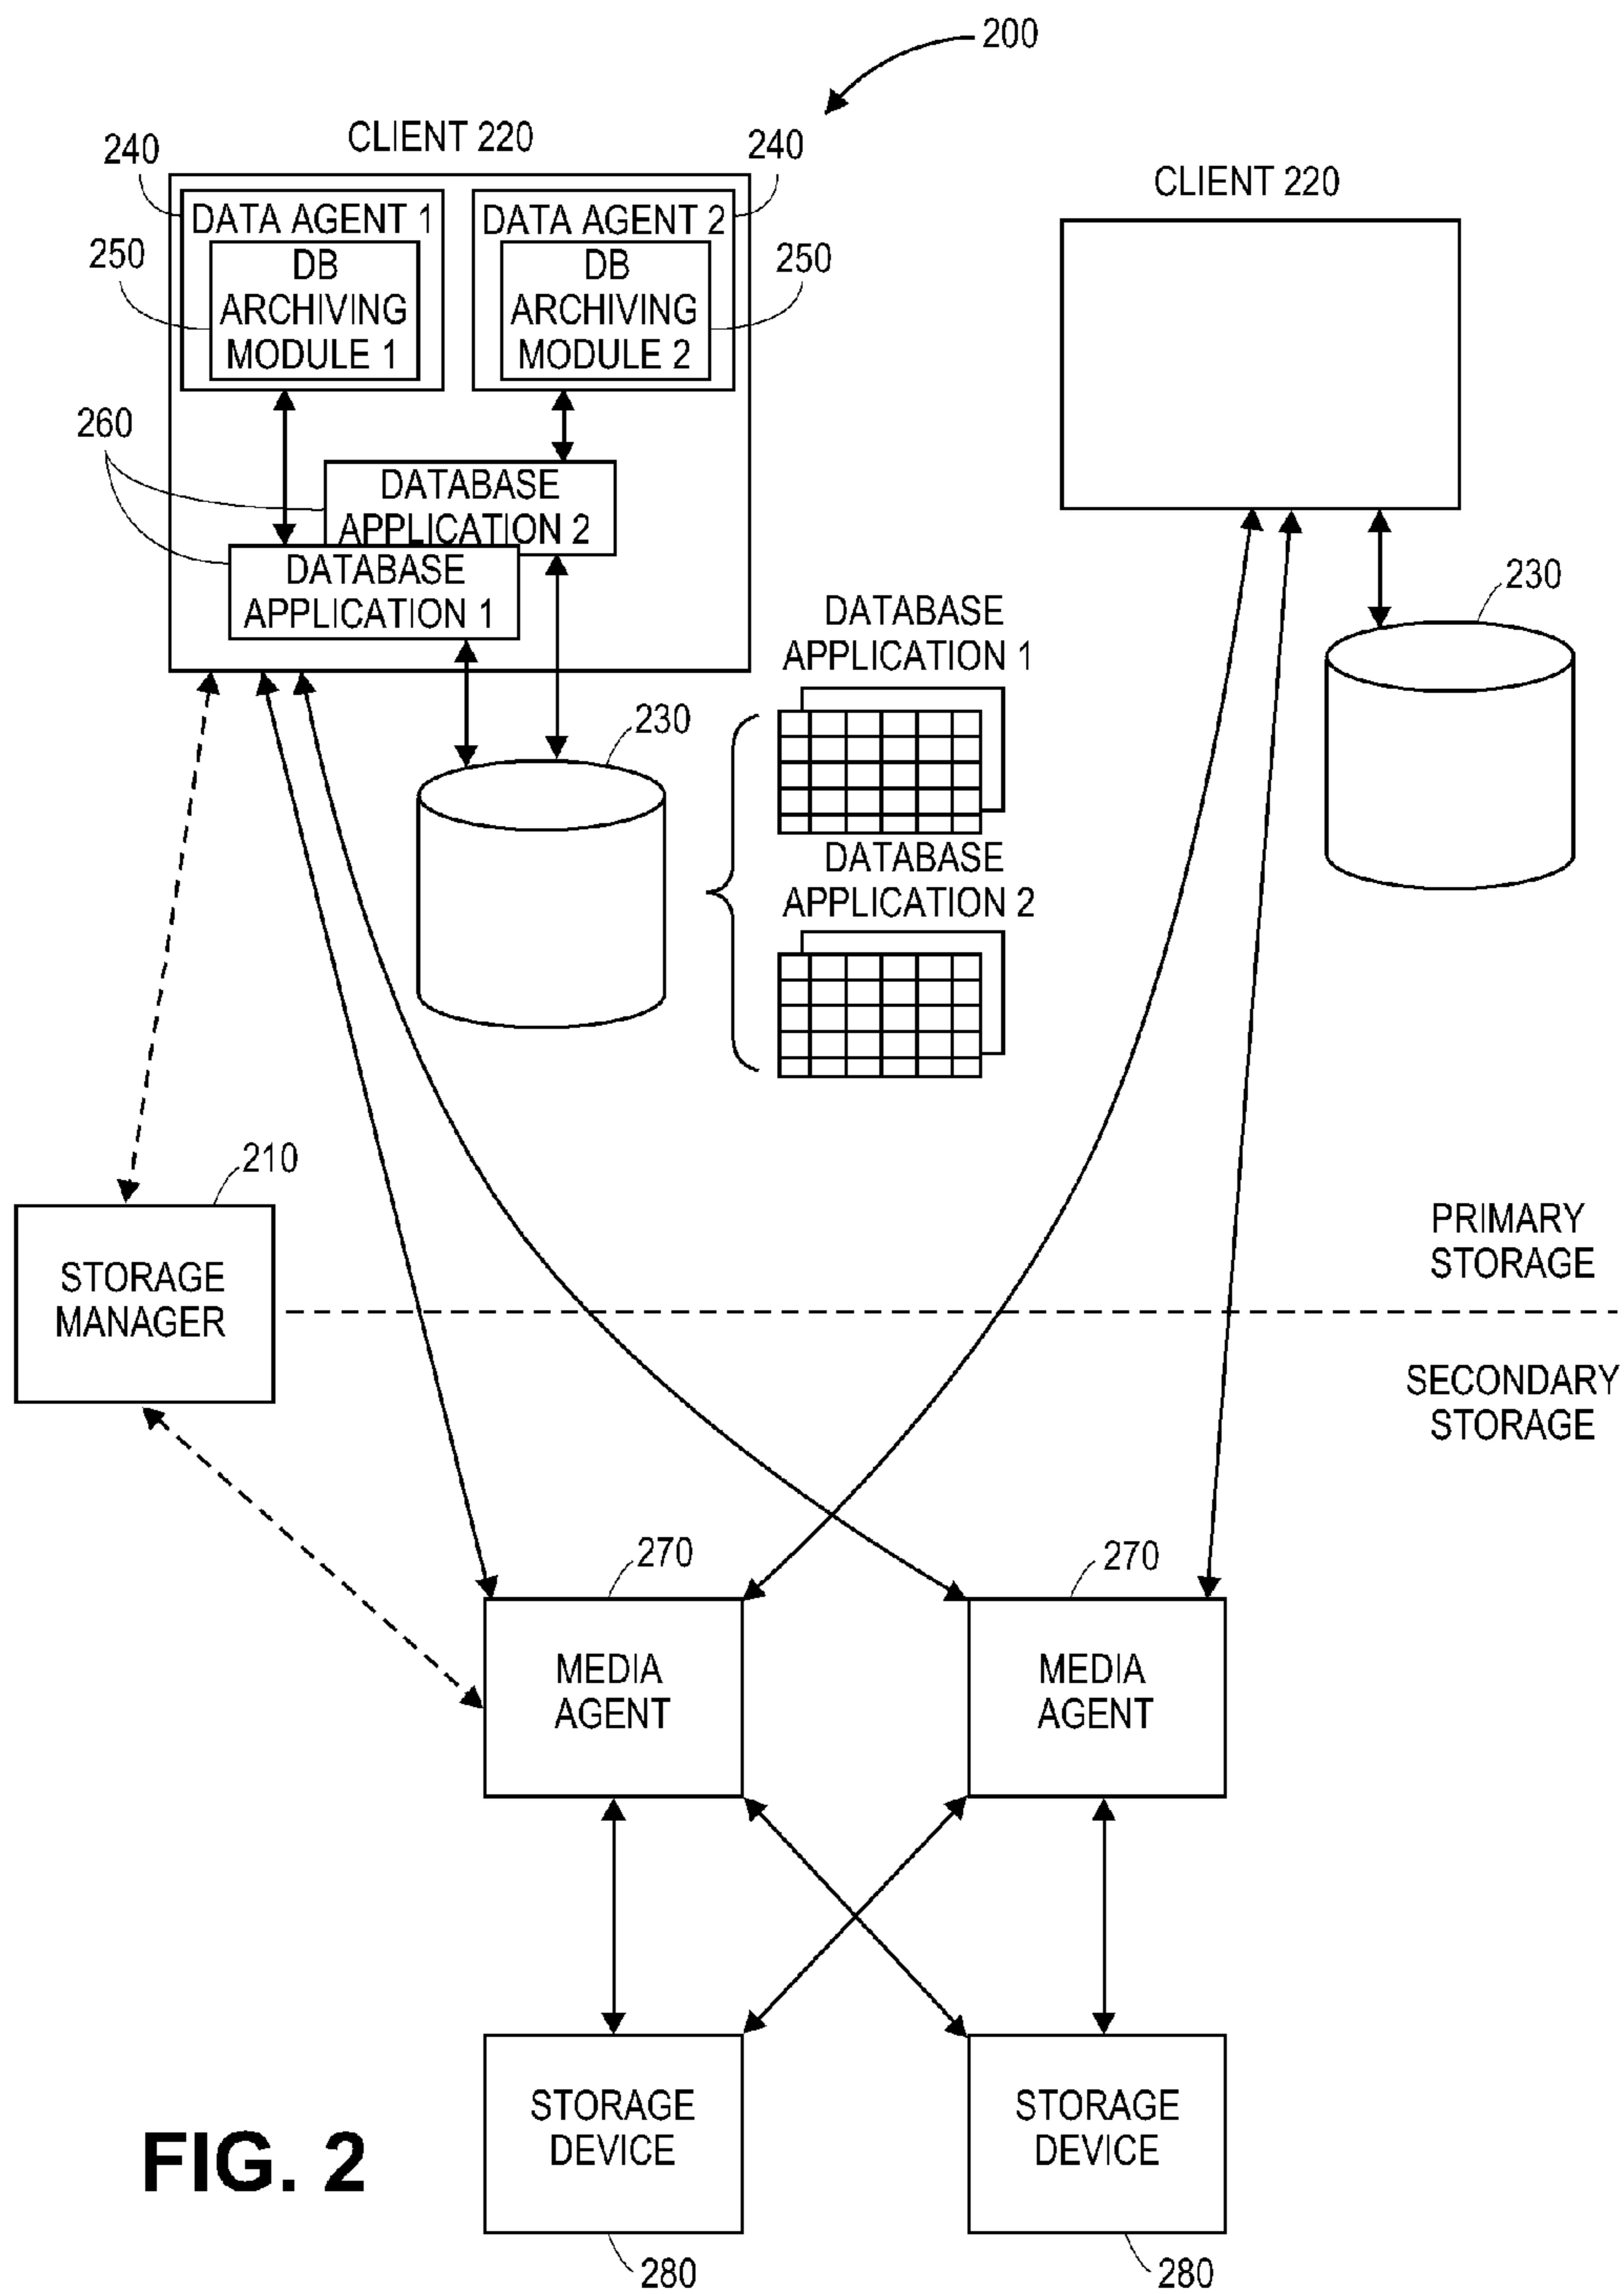 200
CLIENT 220
240
240
CLIENT 220
DATA AGENT 1
DATA AGENT 2
250
DB
ARCHIVING
MODULE 1
DB
ARCHIVING
MODULE 2
250
260
DATABASE
APPLICATION 2
DATABASE
APPLICATION 1
230
DATABASE
APPLICATION 1
230
DATABASE
APPLICATION 2
210
STORAGE
MANAGER
PRIMARY
STORAGE
SECONDARY
STORAGE
270
270
MEDIA
AGENT
MEDIA
AGENT
STORAGE
DEVICE
STORAGE
DEVICE
FIG. 2
280
280